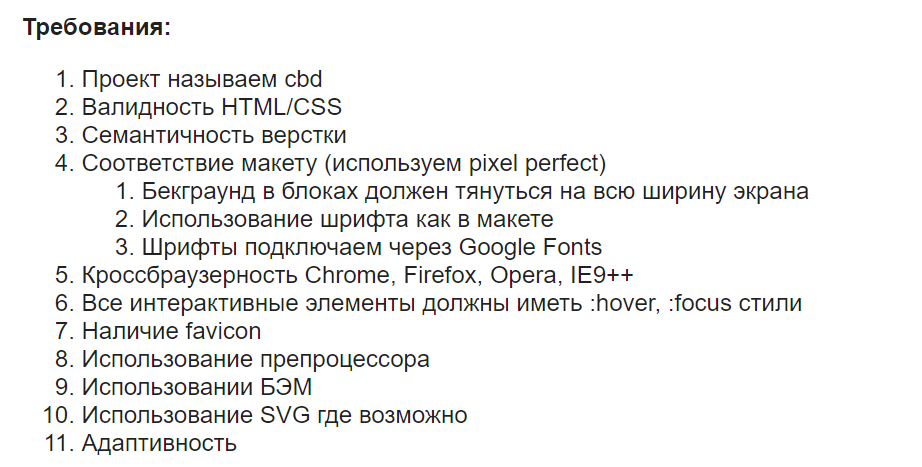 Требования:
1. Проект называем cbd
2. Валидность HTML/CSS
3. Семантичность верстки
4. Соответствие макету (используем pixel perfect)
1. Бекграунд в блоках должен тянуться на всю ширину экрана
2. Использование шрифта как в макете
3. Шрифты подключаем через Google Fonts
5. Кроссбраузерность Chrome, Firefox, Opera, IE9++
6. Все интерактивные элементы должны иметь :hover, :focus стили
7. Наличие favicon
8. Использование препроцессора
9. Использовании БЭМ
10. Использование SVG где возможно
11. Адаптивность